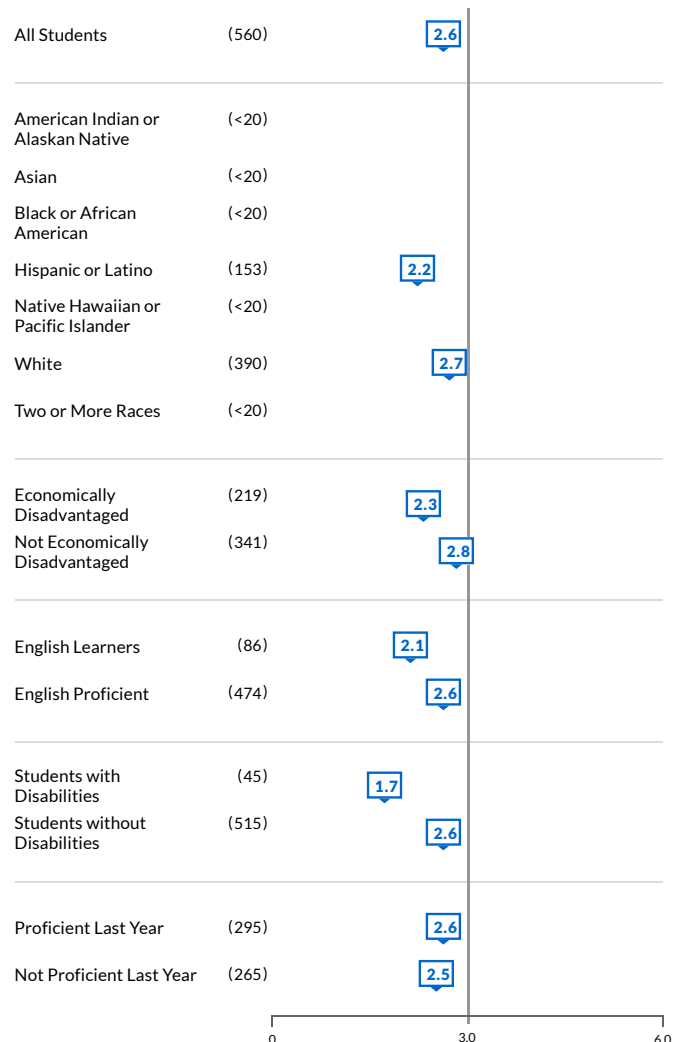 All Students (560) 2.6
American Indian or (<20)
Alaskan Native
Asian (<20)
Black or African (<20)
American
Hispanic or Latino (153) 2.2
Native Hawaiian or (<20)
Pacific Islander
White (390) 2.7
Two or More Races (<20)
Economically (219) 2.3
Disadvantaged
Not Economically (341) 2.8
Disadvantaged
English Learners (86) 2.1
English Proficient (474) 2.6
Students with (45) 1.7
Disabilities
Students without (515) 2.6
Disabilities
Proficient Last Year (295) 2.6
Not Proficient Last Year (265) 2.5
0 3.0 6.0